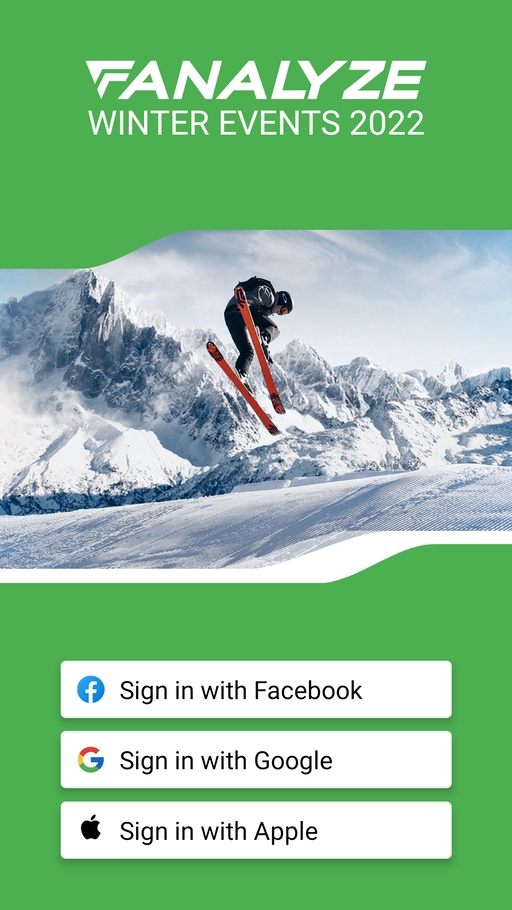 FANALYZE
WINTER EVENTS 2022
Sign in with Facebook
Sign in with Google
Sign in with Apple